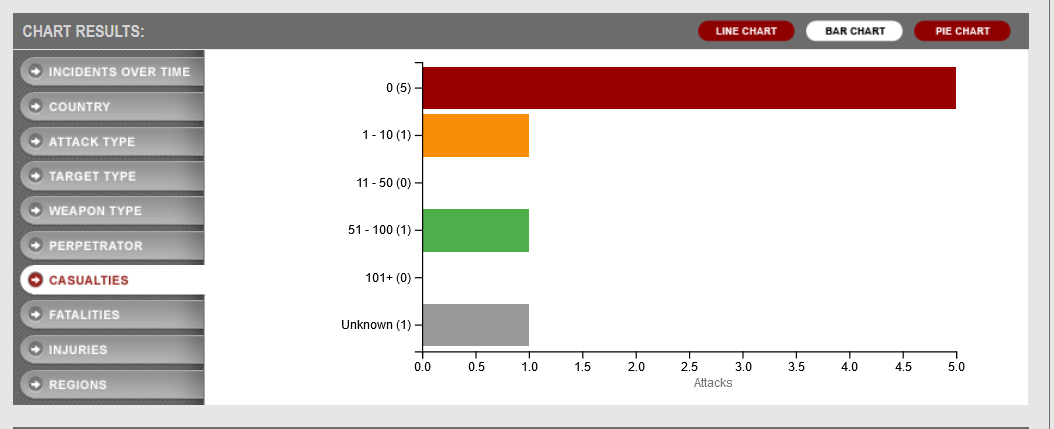 CHART RESULTS:
LINE CHART
BAR CHART
PIE CHART
INCIDENTS OVER TIME
COUNTRY
ATTACK TYPE
TARGET TYPE
WEAPON TYPE
PERPETRATOR
CASUALTIES
FATALITIES
INJURIES
REGIONS
0 (5)
1 - 10 (1)
11 - 50 (0)
51 - 100 (1)
101+ (0)
Unknown (1)
0.0 0.5 1.0 1.5 2.0 2.5 3.0 3.5 4.0 4.5 5.0
Attacks